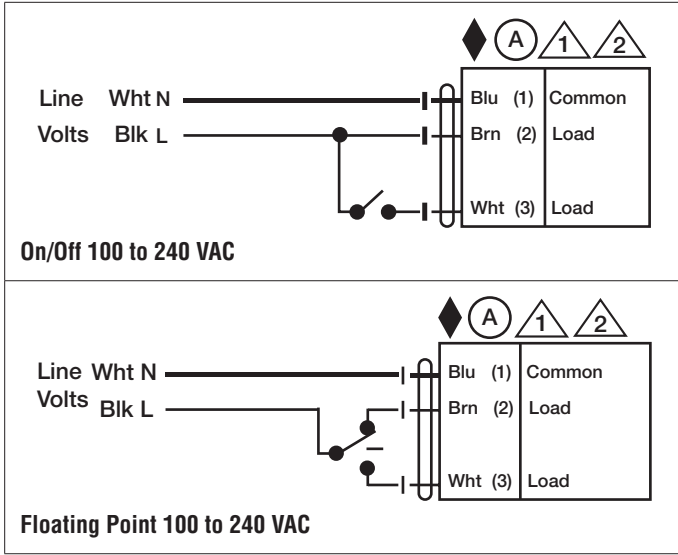 A 1 2
Line Wht N Blu (1) Common
Volts Blk L Brn (2) Load
Wht (3) Load
On/Off 100 to 240 VAC
A 1 2
Line Wht N Blu (1) Common
Volts Blk L Brn (2) Load
Wht (3) Load
Floating Point 100 to 240 VAC